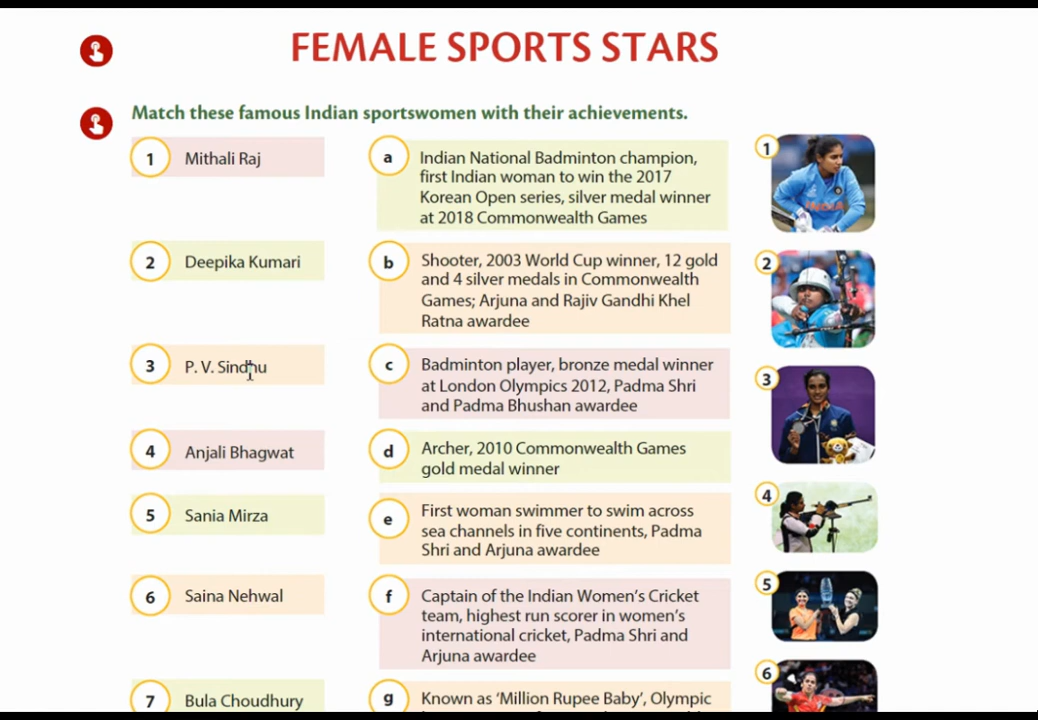 FEMALE SPORTS STARS
Match these famous Indian sportswomen with their achievements.
1 Mithali Raj
a Indian National Badminton champion,
first Indian woman to win the 2017
Korean Open series, silver medal winner
at 2018 Commonwealth Games
1
2 Deepika Kumari
b Shooter, 2003 World Cup winner, 12 gold
and 4 silver medals in Commonwealth
Games; Arjuna and Rajiv Gandhi Khel
Ratna awardee
2
3 P. V. Sindhu
c Badminton player, bronze medal winner
at London Olympics 2012, Padma Shri
and Padma Bhushan awardee
3
4 Anjali Bhagwat
d Archer, 2010 Commonwealth Games
gold medal winner
4
5 Sania Mirza
e First woman swimmer to swim across
sea channels in five continents, Padma
Shri and Arjuna awardee
5
6 Saina Nehwal
f Captain of the Indian Women's Cricket
team, highest run scorer in women's
international cricket, Padma Shri and
Arjuna awardee
6
7 Bula Choudhury
g Known as 'Million Rupee Baby', Olympic